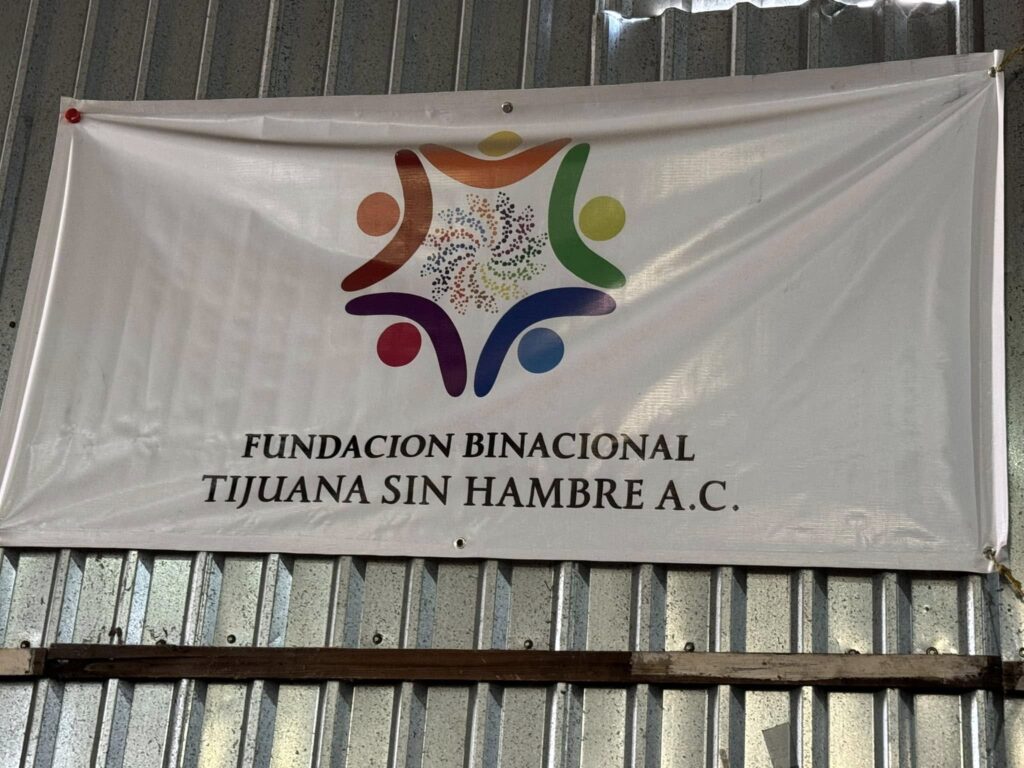 FUNDACION BINACIONAL
TIJUANA SIN HAMBRE A.C.